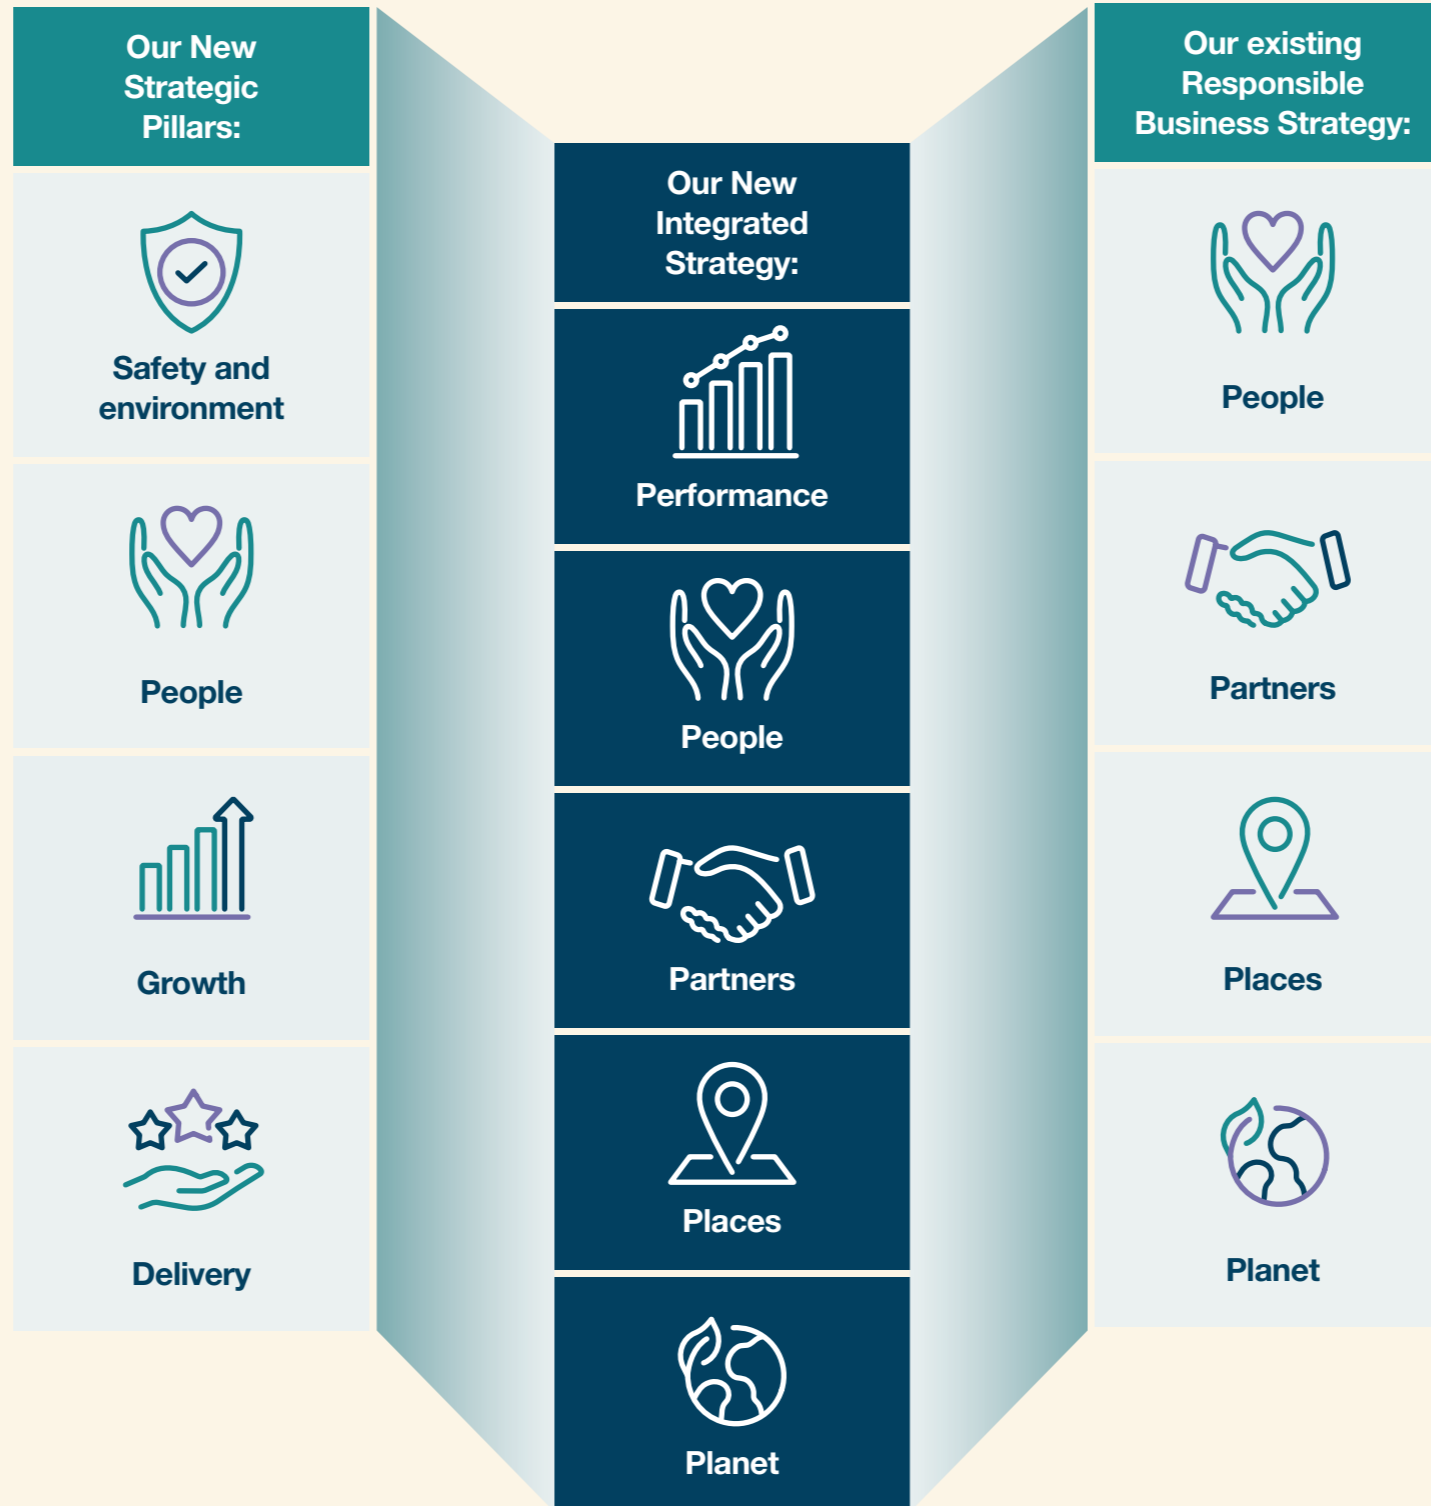 Our New
Strategic
Pillars:
Safety and
environment
People
Growth
Delivery
Our New
Integrated
Strategy:
Performance
People
Partners
Places
Planet
Our existing
Responsible
Business Strategy:
People
Partners
Places
Planet